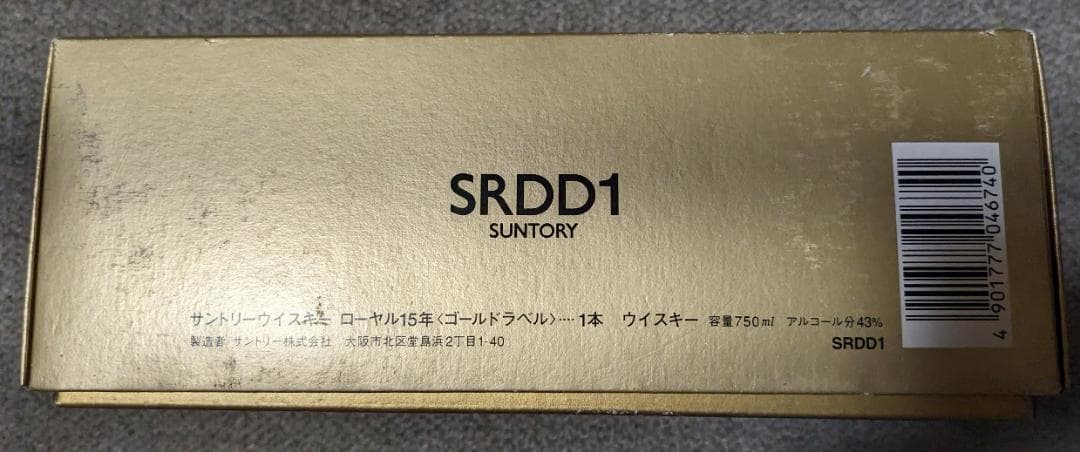 SRDD1
SUNTORY
サントリーウイスキー ローヤル15年〈ゴールドラベル〉‥‥1本 ウイスキー 容量750ml アルコール分43%
製造者 サントリー株式会社 大阪市北区堂島浜2丁目1-40
SRDD1
4 901777 046740